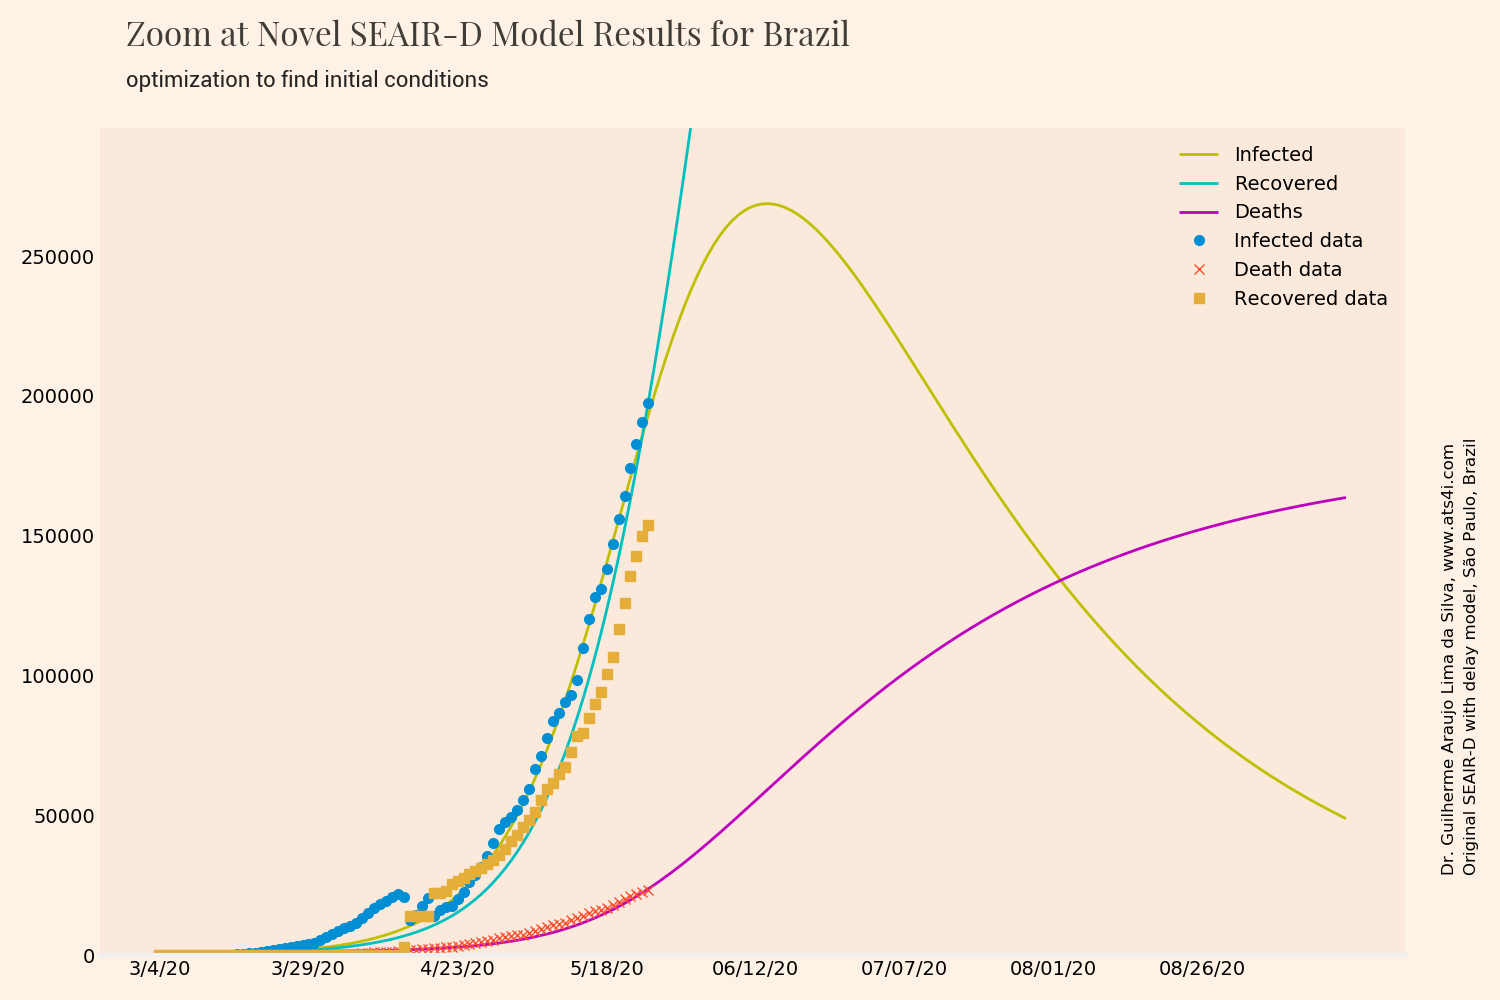 Zoom at Novel SEAIR-D Model Results for Brazil
optimization to find initial conditions
Infected
Recovered
Deaths
Infected data
Death data
Recovered data
250000
200000
150000
100000
50000
0
3/4/20
3/29/20
4/23/20
5/18/20
06/12/20
07/07/20
08/01/20
08/26/20
Dr. Guilherme Araujo Lima da Silva, www.ats4i.com
Original SEAIR-D with delay model, São Paulo, Brazil